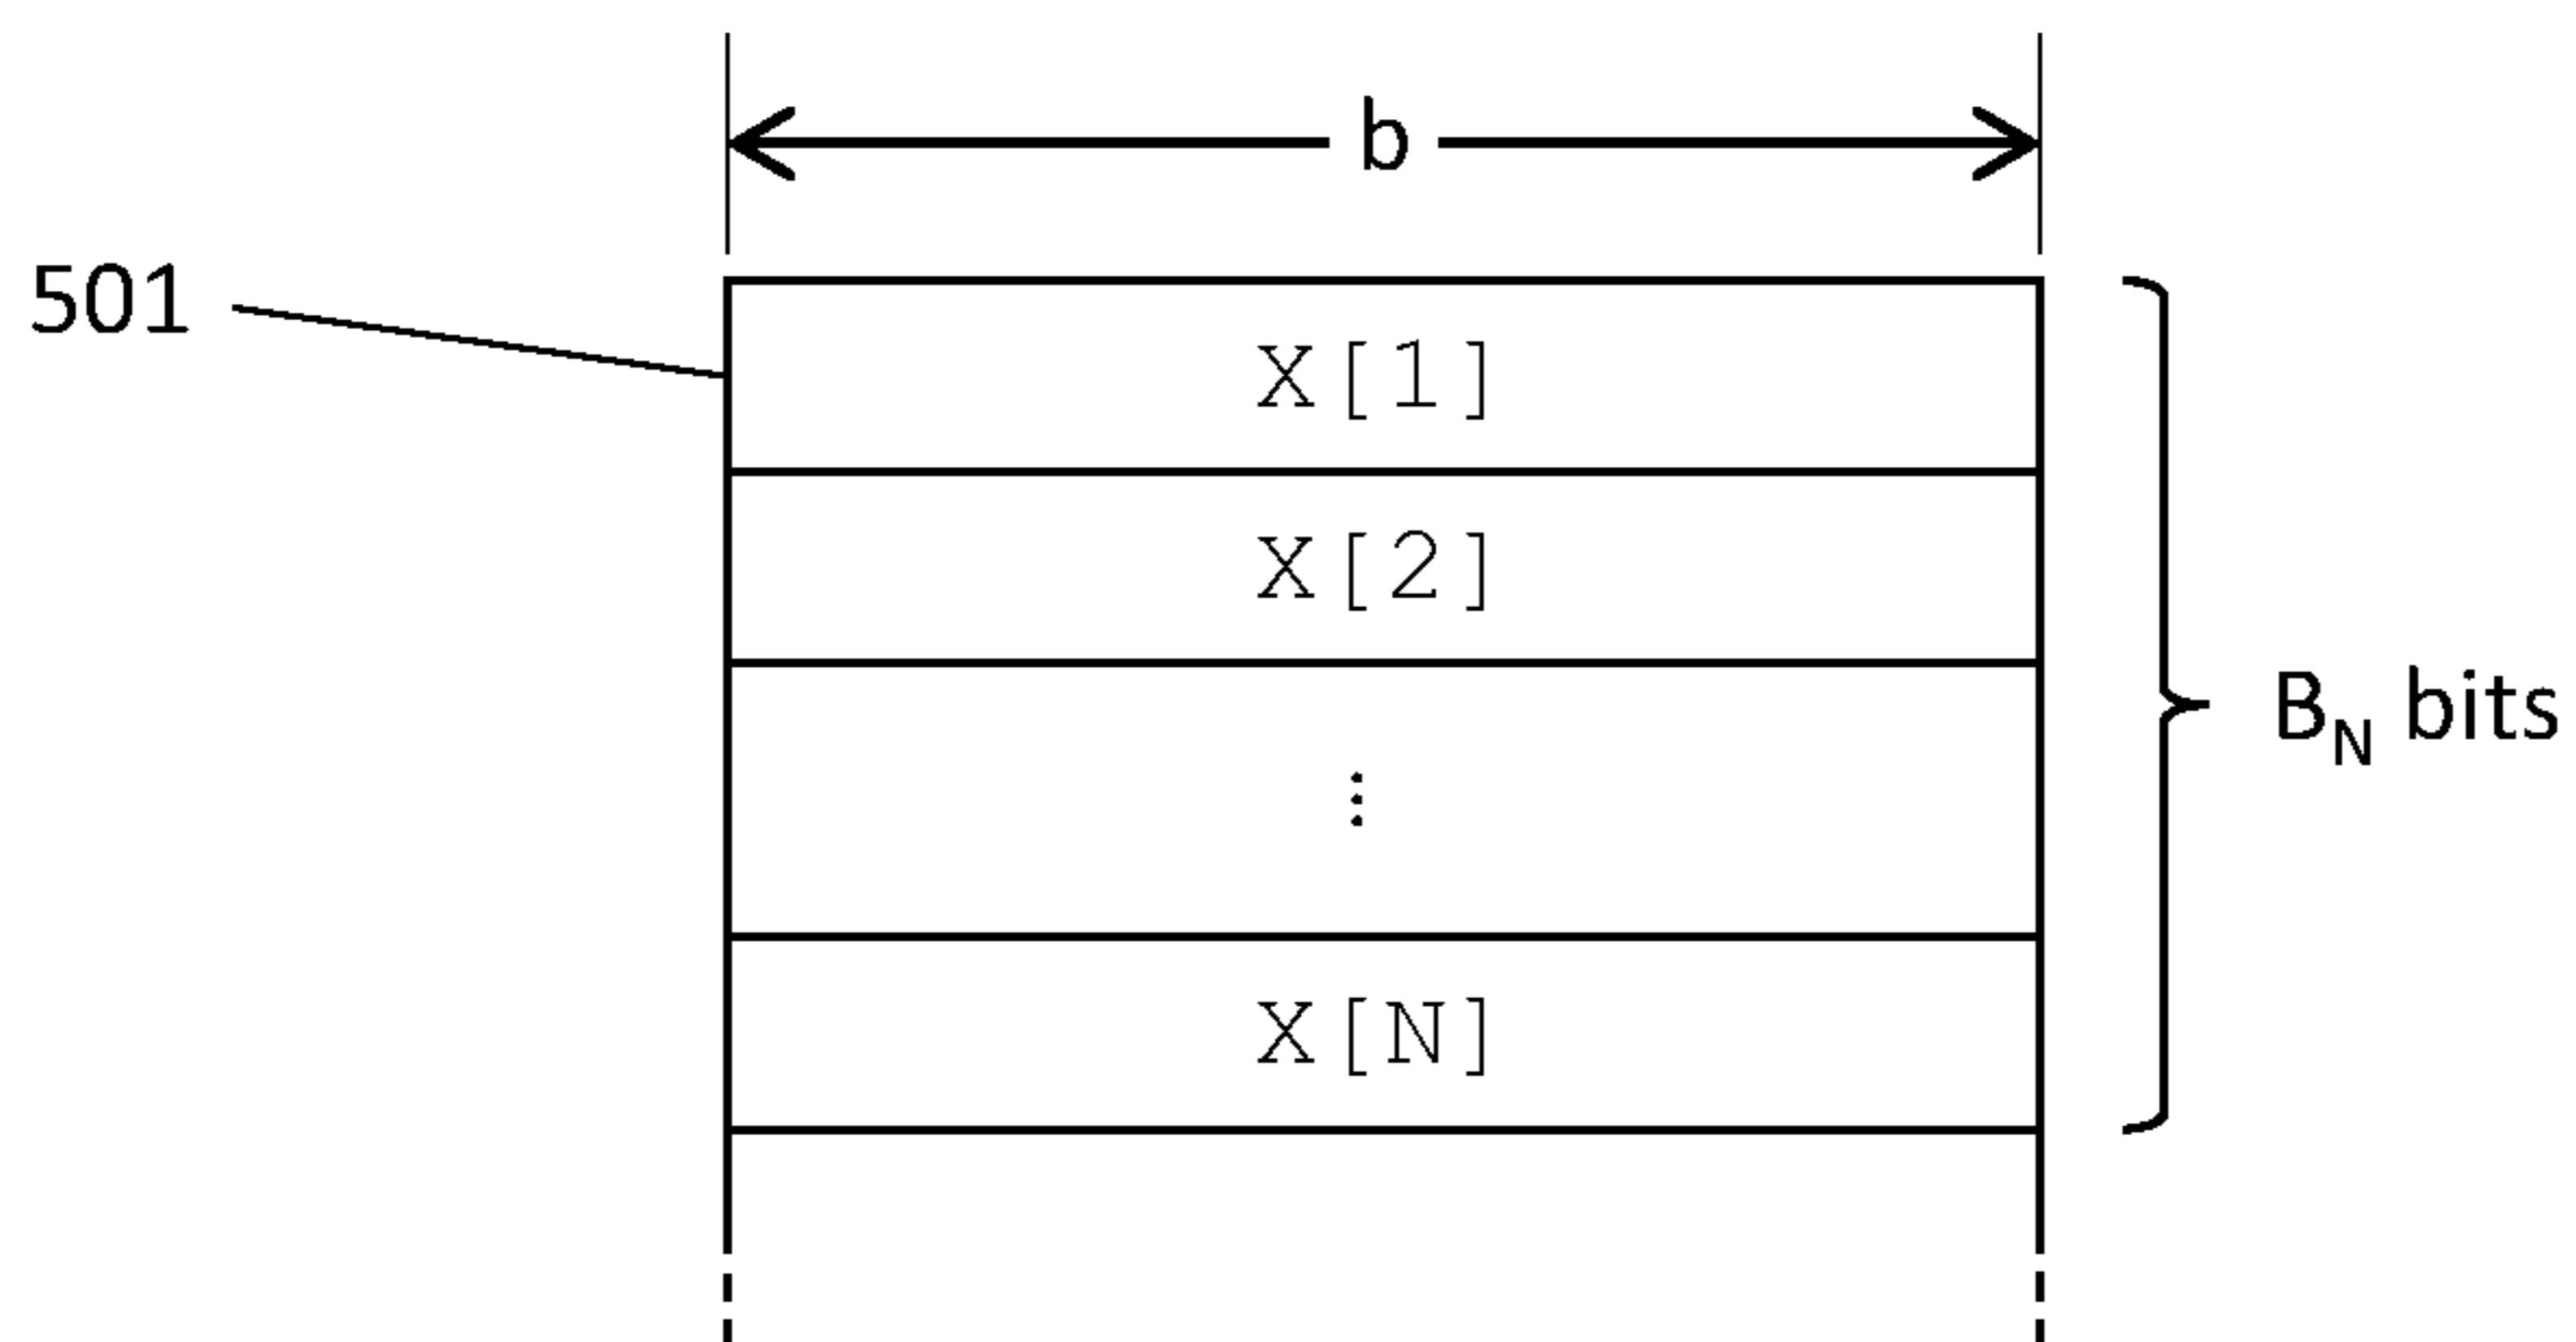 b
501
X[1]
X[2]
⋮
B_N bits
X[N]